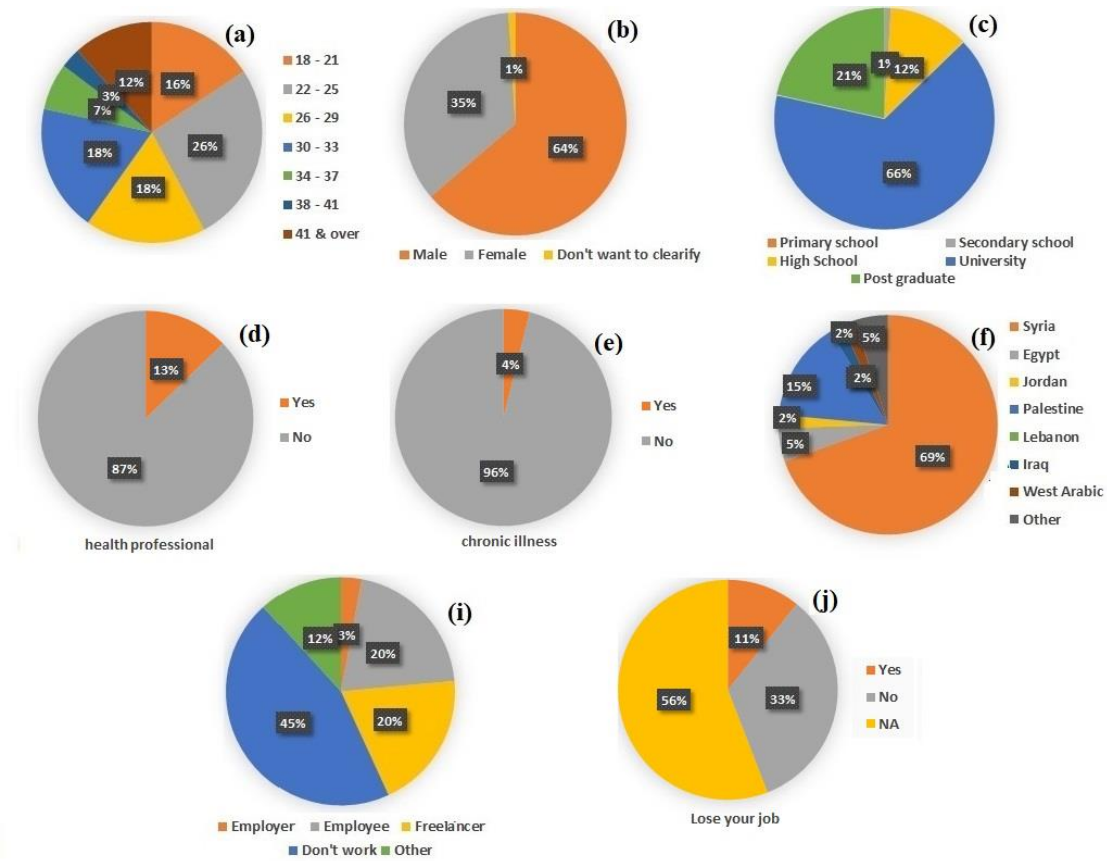 (a)
12%
16%
3%
7%
18%
26%
18%
18 - 21
22 - 25
26 - 29
30 - 33
34 - 37
38 - 41
41 & over
(b)
1%
35%
64%
Male Female Don't want to clearify
(c)
21% 1% 12%
66%
Primary school Secondary school
High School University
Post graduate
(d)
13%
87%
Yes
No
health professional
(e)
4%
96%
Yes
No
chronic illness
(f)
2% 5%
15% 2%
2%
5%
69%
Syria
Egypt
Jordan
Palestine
Lebanon
Iraq
West Arabic
Other
(i)
12% 3%
20%
45% 20%
Employer Employee Freelancer
Don't work Other
(j)
11%
56% 33%
Yes
No
NA
Lose your job